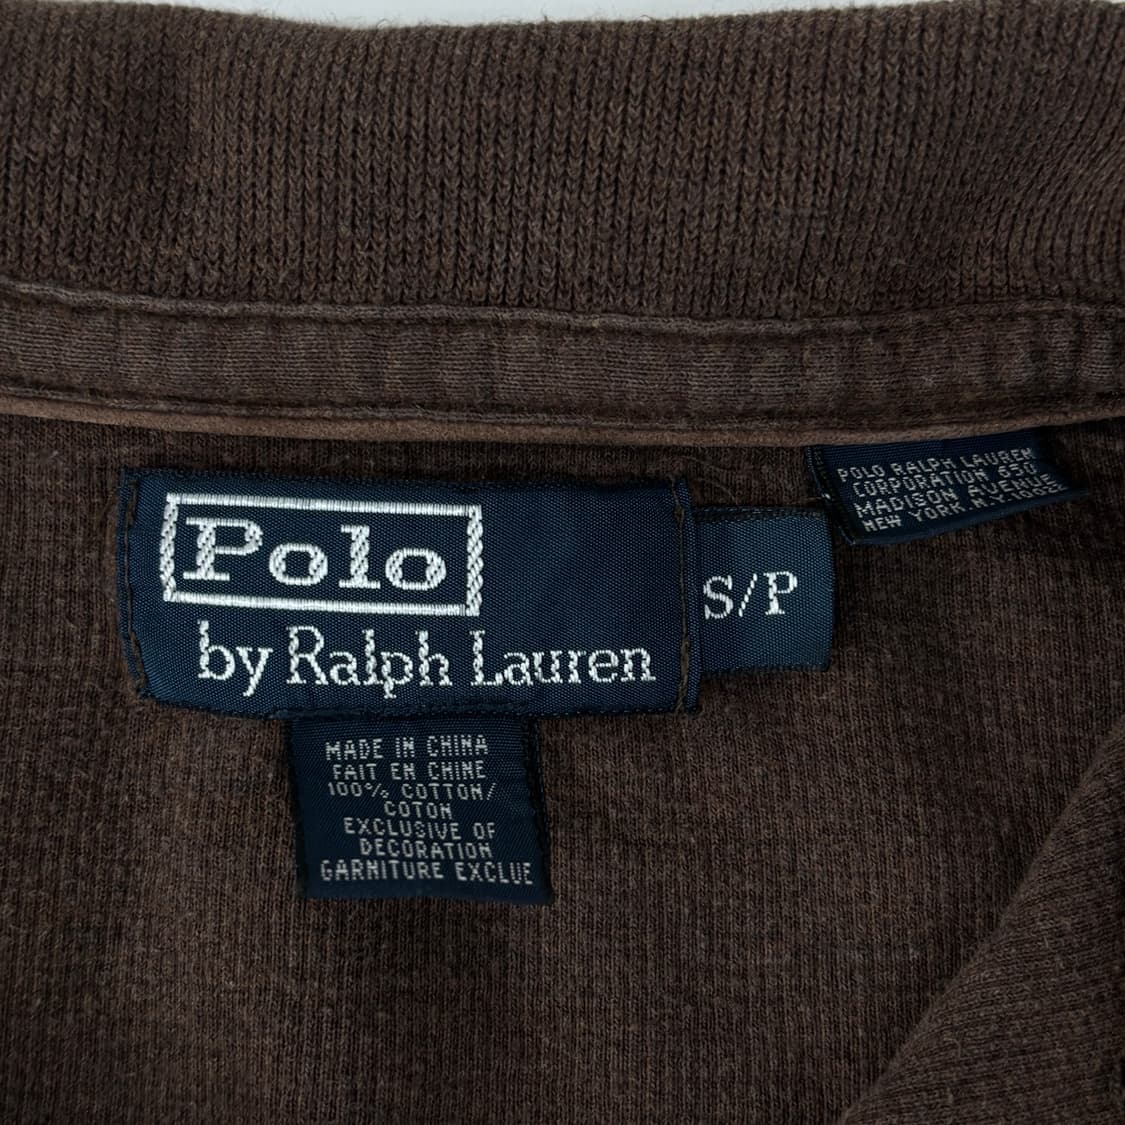 Polo
by Ralph Lauren
S/P
POLO RALPH LAUREN
CORPORATION 650
MADISON AVENUE
NEW YORK.N.Y.
MADE IN CHINA
FAIT EN CHINE
100% COTTON/
COTON
EXCLUSIVE OF
DECORATION
GARNITURE EXCLUE